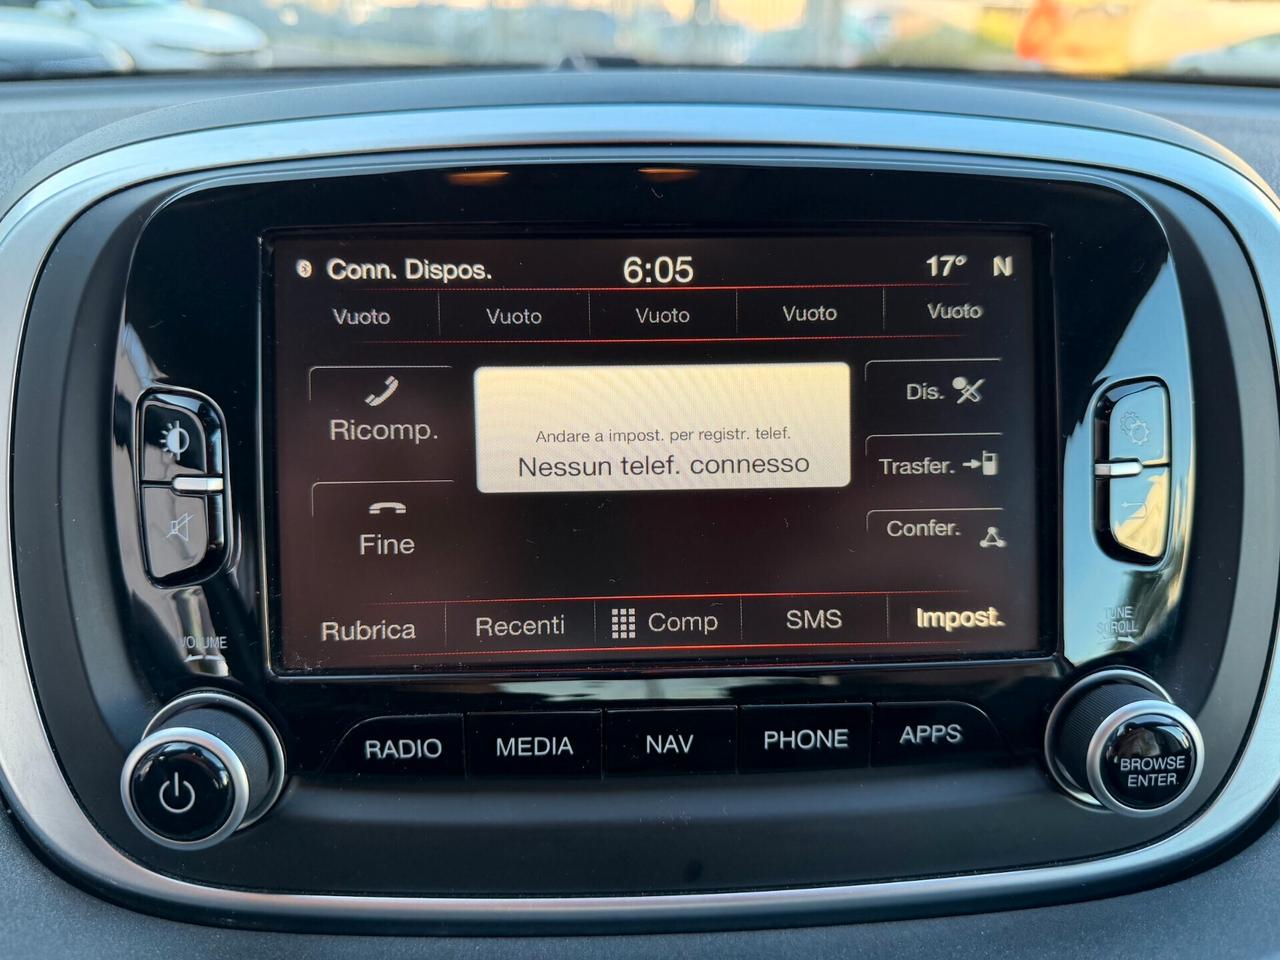 Conn. Dispos. 6:05 17° N
Vuoto Vuoto Vuoto Vuoto Vuoto
Ricomp.
Fine
Andare a impost. per registr. telef.
Nessun telef. connesso
Dis.
Trasfer.
Confer.
Rubrica Recenti Comp SMS Impost.
VOLUME
TUNE
SCROLL
RADIO MEDIA NAV PHONE APPS
BROWSE
ENTER